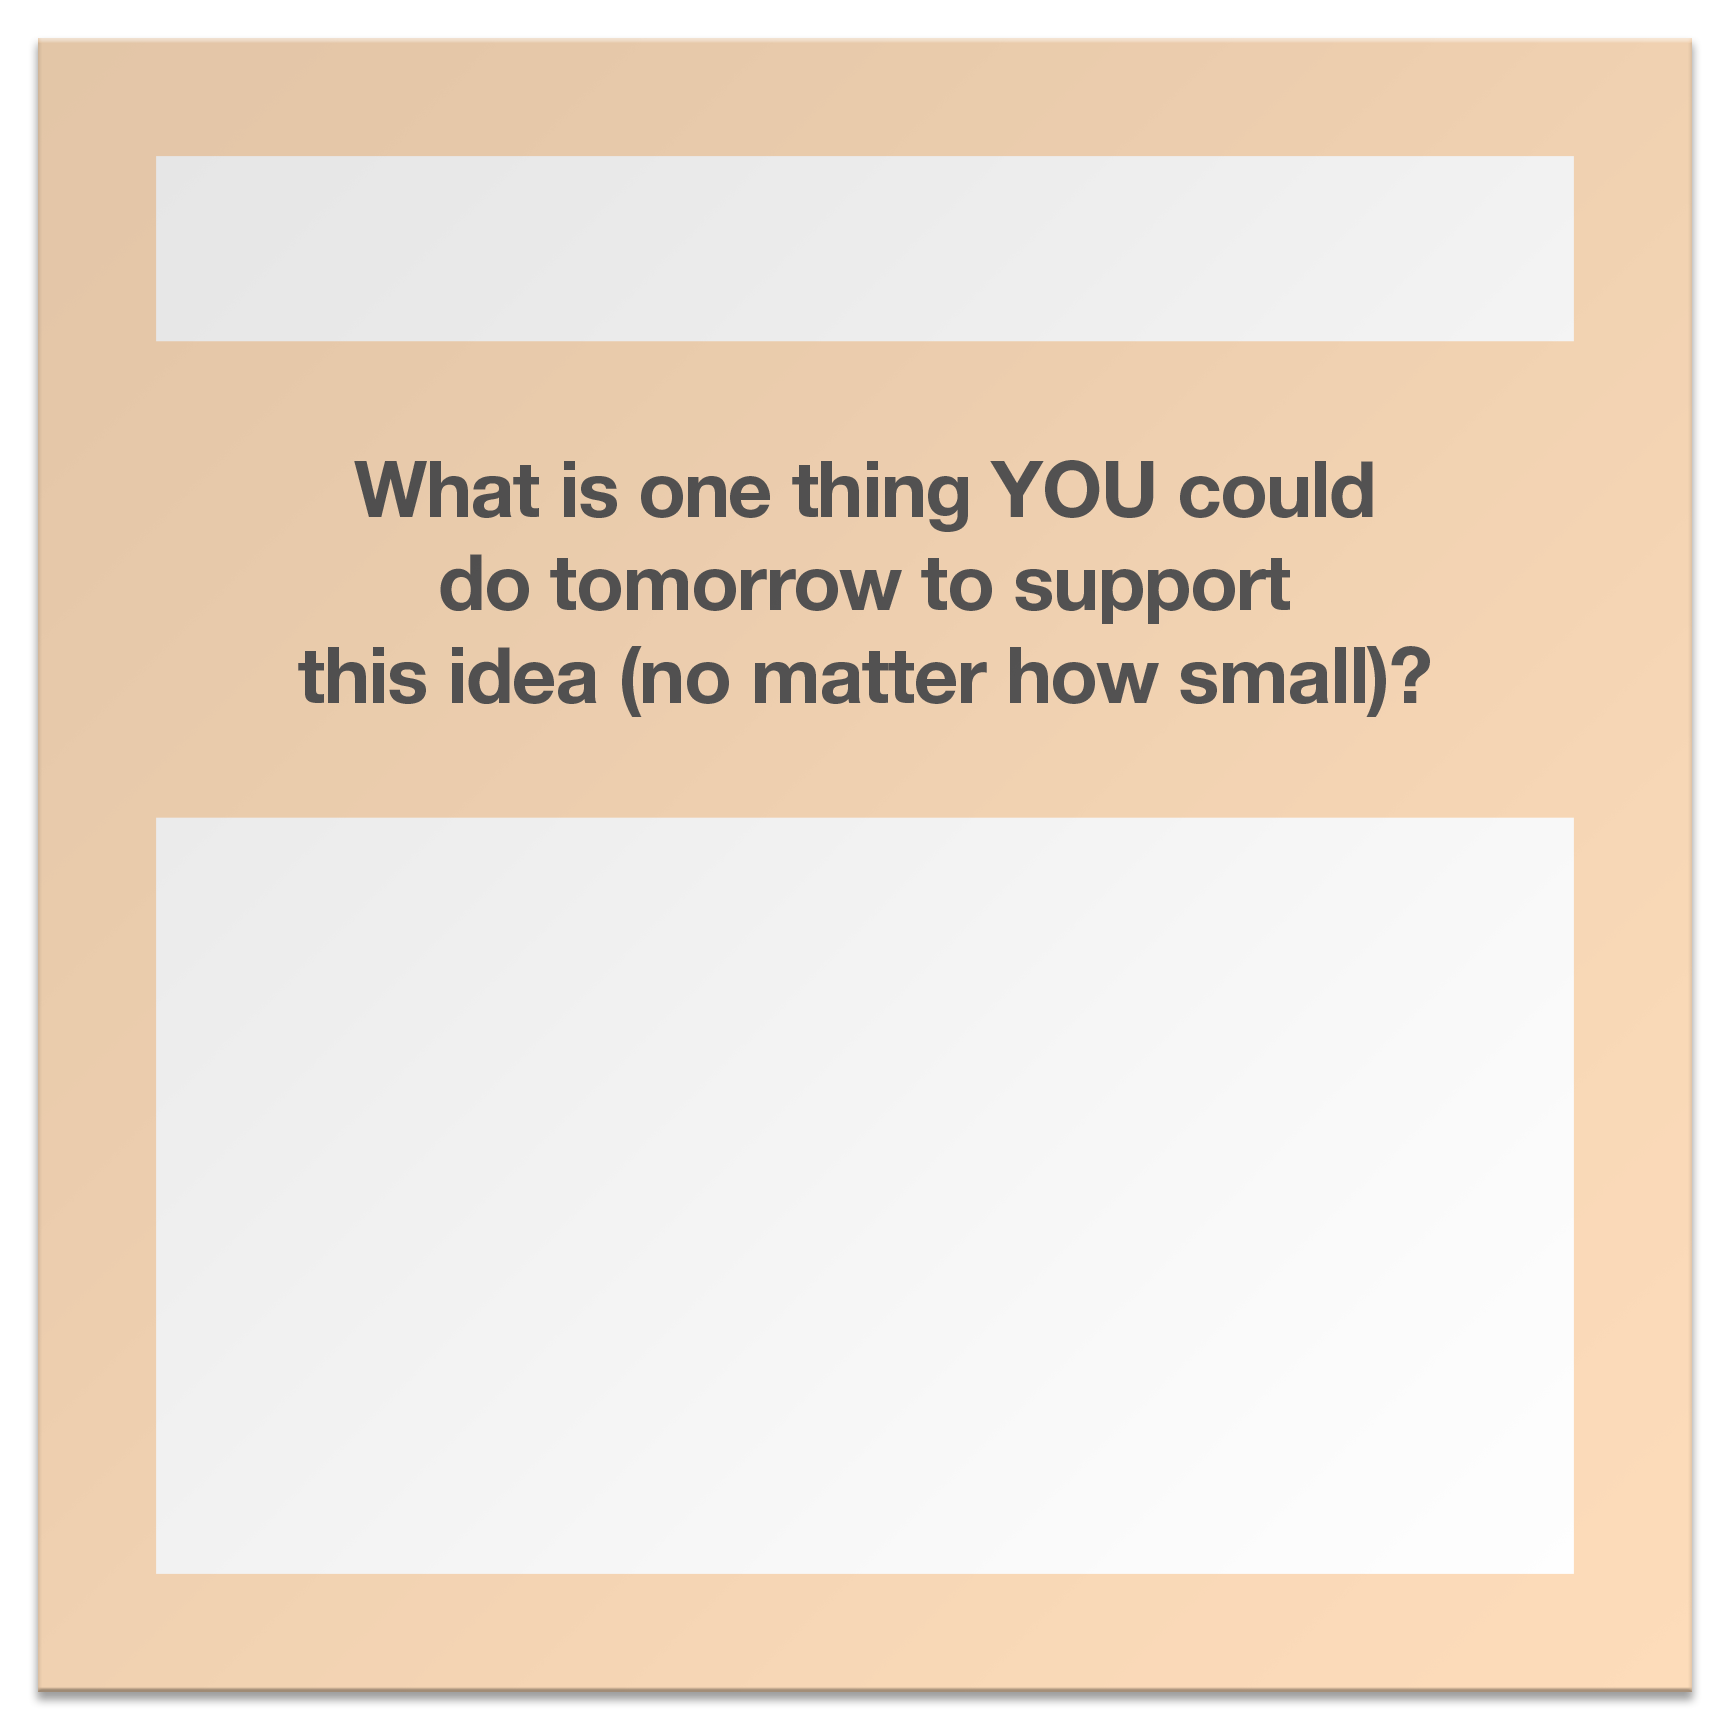 What is one thing YOU could
do tomorrow to support
this idea (no matter how small)?